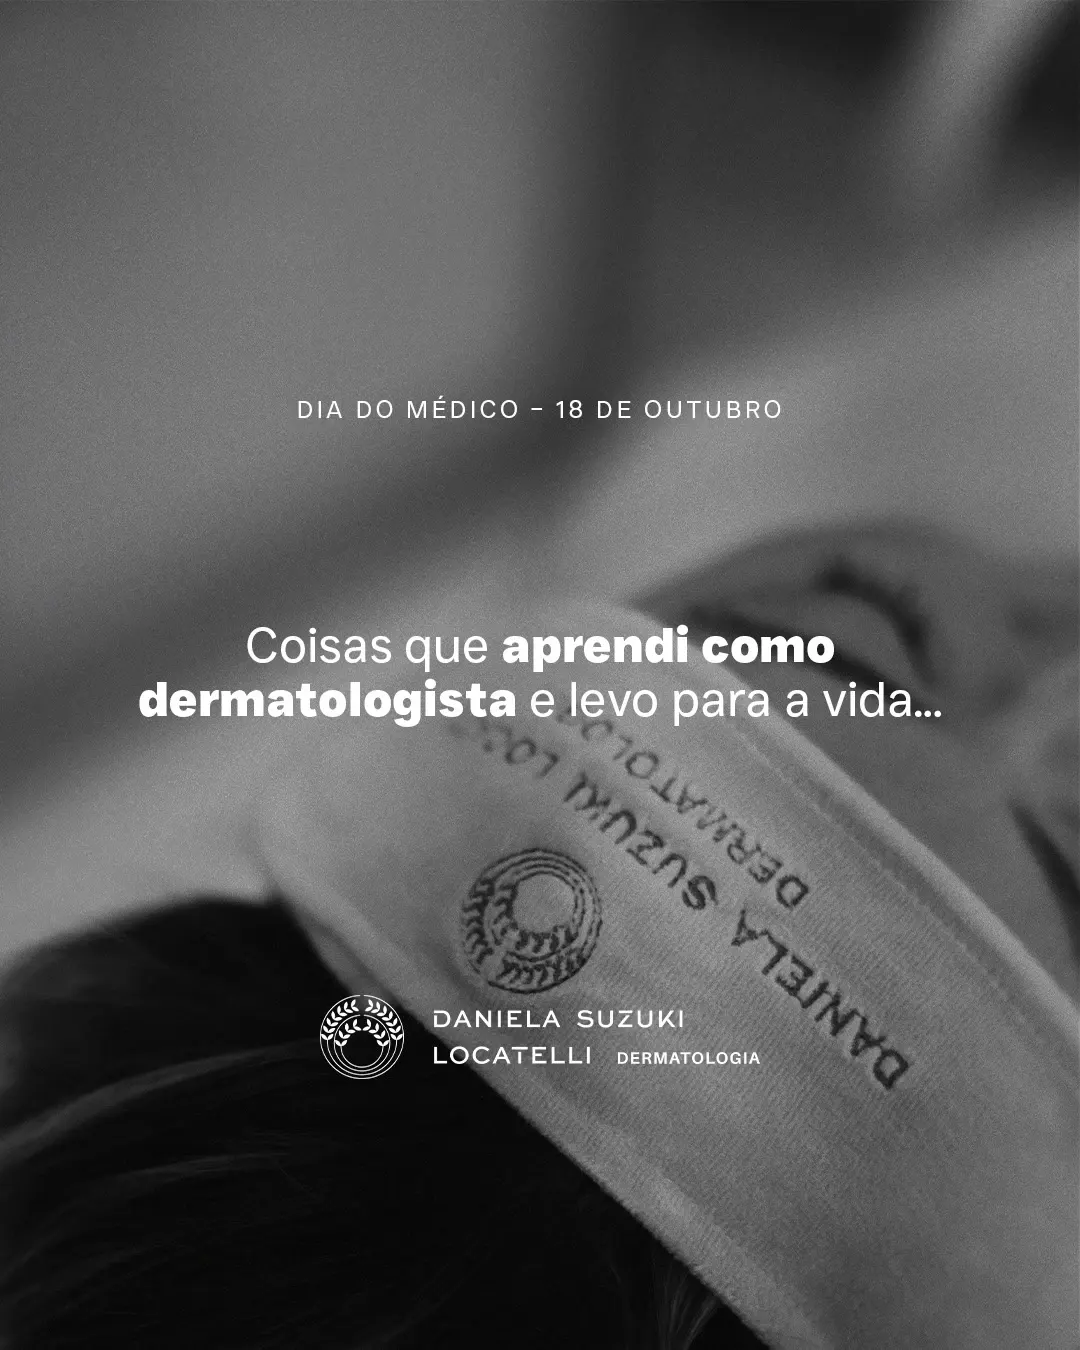 DIA DO MÉDICO – 18 DE OUTUBRO
Coisas que aprendi como
dermatologista e levo para a vida...
DANIELA SUZUKI LOC
DERMATOLO
DANIELA SUZUKI
LOCATELLI DERMATOLOGIA